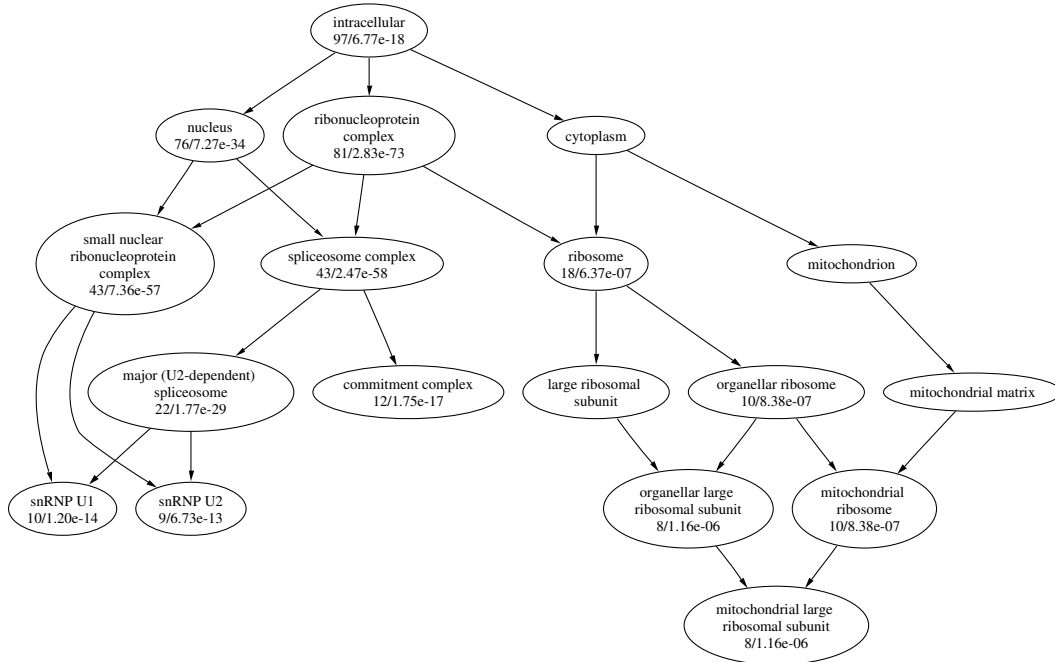 intracellular
97/6.77e-18
nucleus
76/7.27e-34
ribonucleoprotein
complex
81/2.83e-73
cytoplasm
small nuclear
ribonucleoprotein
complex
43/7.36e-57
spliceosome complex
43/2.47e-58
ribosome
18/6.37e-07
mitochondrion
major (U2-dependent)
spliceosome
22/1.77e-29
commitment complex
12/1.75e-17
large ribosomal
subunit
organellar ribosome
10/8.38e-07
mitochondrial matrix
snRNP U1
10/1.20e-14
snRNP U2
9/6.73e-13
organellar large
ribosomal subunit
8/1.16e-06
mitochondrial
ribosome
10/8.38e-07
mitochondrial large
ribosomal subunit
8/1.16e-06